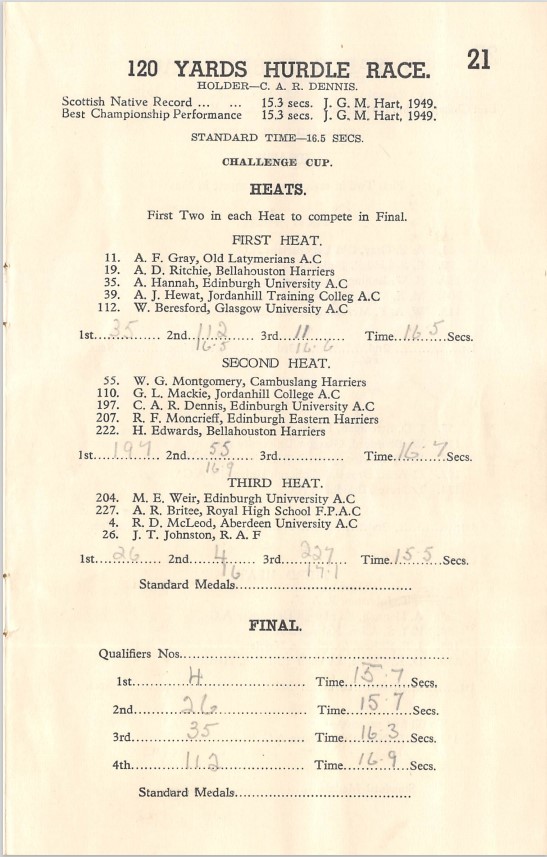 21
120 YARDS HURDLE RACE.
HOLDER—C. A. R. DENNIS.
Scottish Native Record ... ... 15.3 secs. J. G. M. Hart, 1949.
Best Championship Performance 15.3 secs. J. G. M. Hart, 1949.
STANDARD TIME—16.5 SECS.
CHALLENGE CUP.
HEATS.
First Two in each Heat to compete in Final.
FIRST HEAT.
11. A. F. Gray, Old Latymerians A.C
19. A. D. Ritchie, Bellahouston Harriers
35. A. Hannah, Edinburgh University A.C
39. A. J. Hewat, Jordanhill Training Colleg A.C
112. W. Beresford, Glasgow University A.C
1st....35.... 2nd....112.... 3rd....11.... Time..16.5..Secs.
16.5 16.6
SECOND HEAT.
55. W. G. Montgomery, Cambuslang Harriers
110. G. L. Mackie, Jordanhill College A.C
197. C. A. R. Dennis, Edinburgh University A.C
207. R. F. Moncrieff, Edinburgh Eastern Harriers
222. H. Edwards, Bellahouston Harriers
1st....197.... 2nd....55.... 3rd............ Time..16.7..Secs.
16.9
THIRD HEAT.
204. M. E. Weir, Edinburgh Univversity A.C
227. A. R. Britee, Royal High School F.P.A.C
4. R. D. McLeod, Aberdeen University A.C
26. J. T. Johnston, R. A. F
1st....26.... 2nd....4.... 3rd....227.... Time..15.5..Secs.
16 17.1
Standard Medals............................................
FINAL.
Qualifiers Nos.................................................................
1st............4................ Time..15.7..Secs.
2nd............26................ Time..15.7..Secs.
3rd............35................ Time..16.3..Secs.
4th............112................ Time..16.9..Secs.
Standard Medals............................................